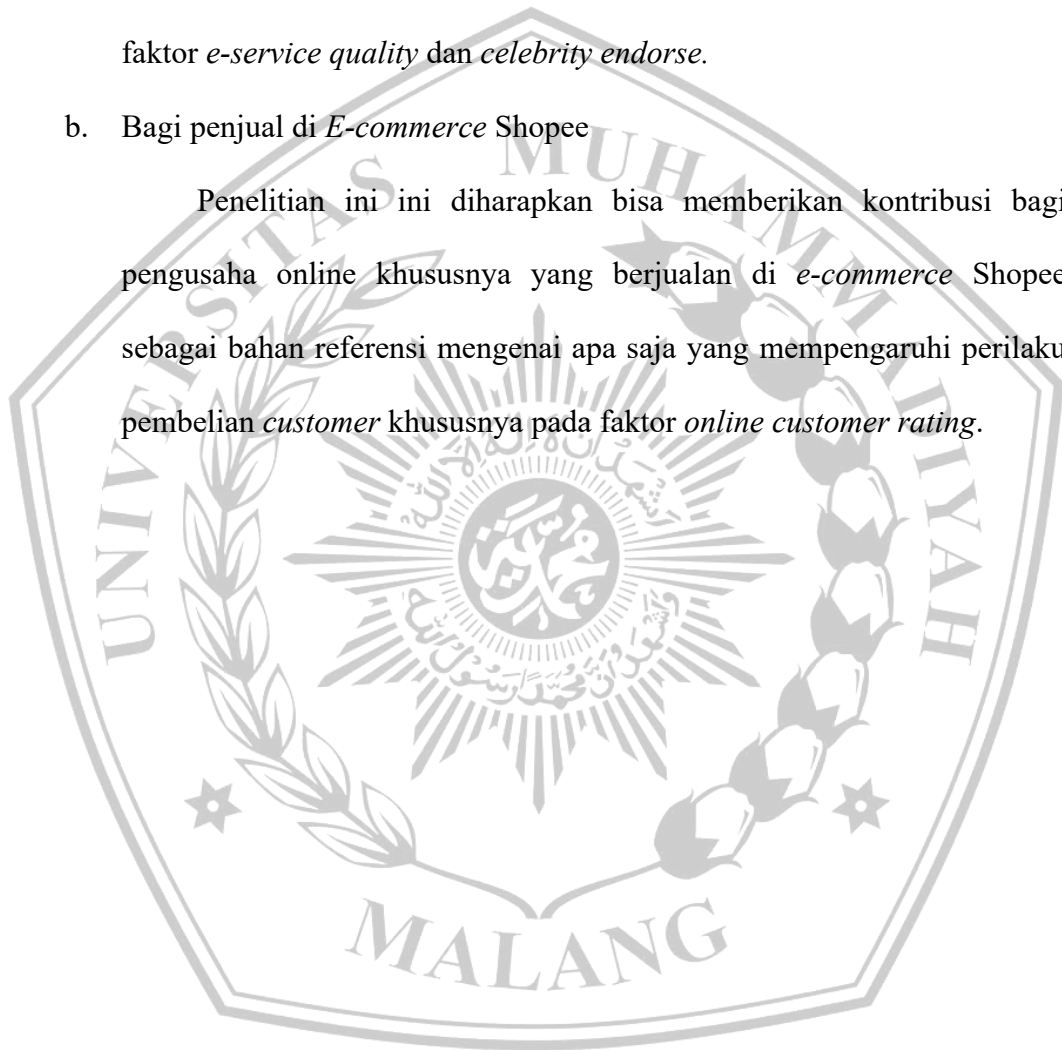 faktor e-service quality dan celebrity endorse.
b. Bagi penjual di E-commerce Shopee
Penelitian ini ini diharapkan bisa memberikan kontribusi bagi
pengusaha online khususnya yang berjualan di e-commerce Shopee
sebagai bahan referensi mengenai apa saja yang mempengaruhi perilaku
pembelian customer khususnya pada faktor online customer rating.
UNIVERSITAS MUHAMMADIYAH
MALANG